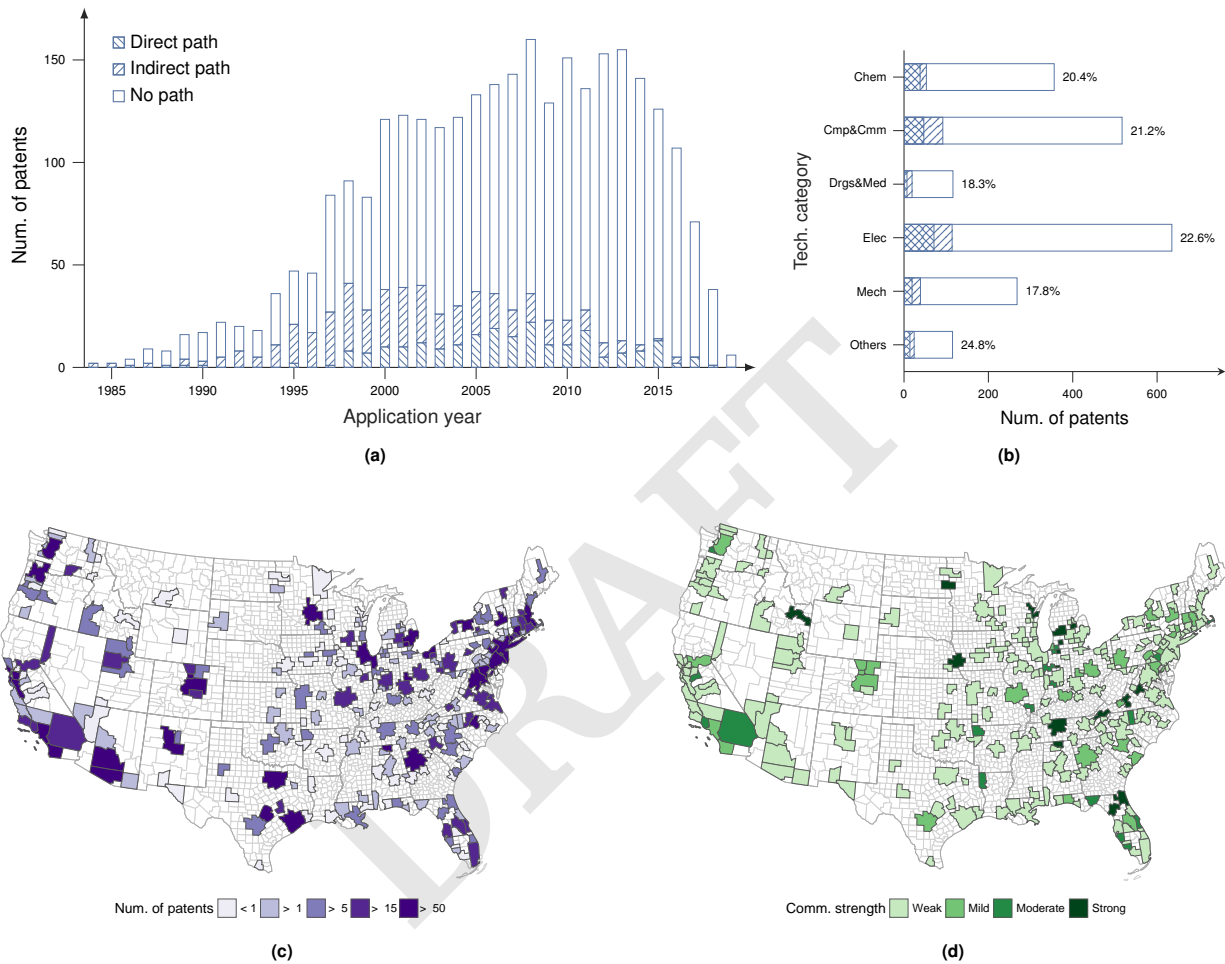 Direct path
Indirect path
No path
150
100
50
0
Num. of patents
1985 1990 1995 2000 2005 2010 2015
Application year
(a)
Tech. category
Chem 20.4%
Cmp&Cmm 21.2%
Drgs&Med 18.3%
Elec 22.6%
Mech 17.8%
Others 24.8%
0 200 400 600
Num. of patents
(b)
DRAFT
Num. of patents < 1 > 1 > 5 > 15 > 50
(c)
Comm. strength Weak Mild Moderate Strong
(d)